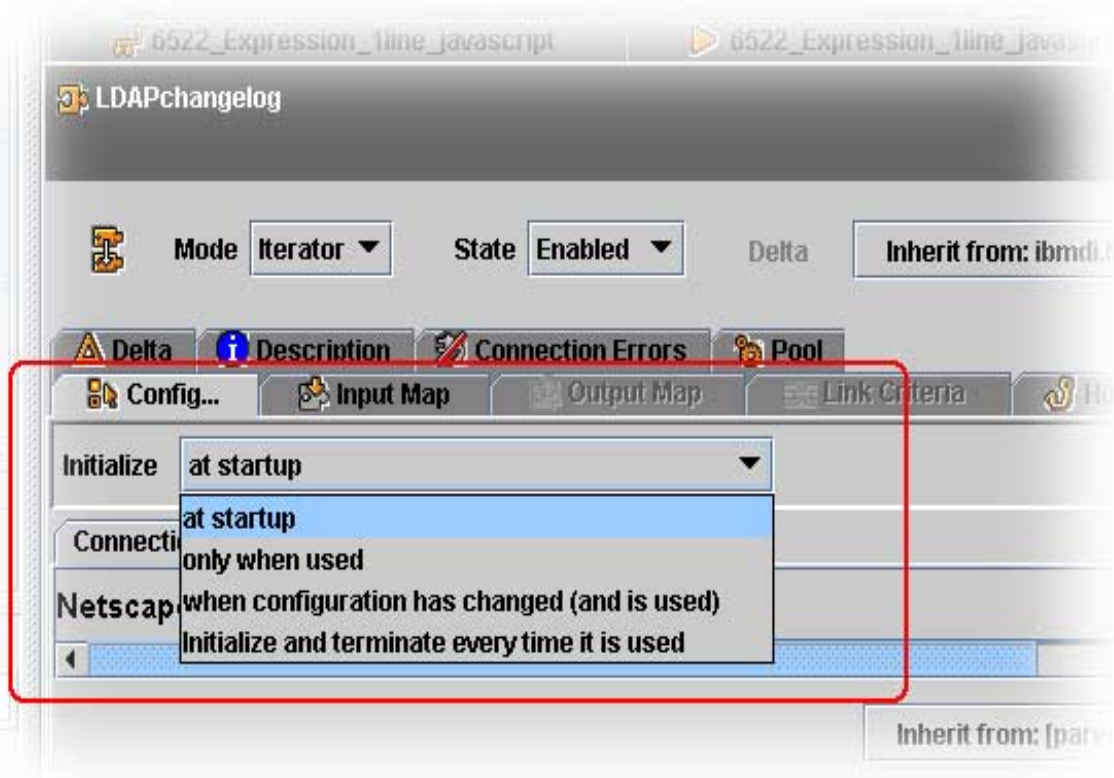 6522_Expression_1line_javascript 6522_Expression_1line_javas
LDAPchangelog
Mode Iterator State Enabled Delta Inherit from: ibmdi.
Delta Description Connection Errors Pool
Config... Input Map Output Map Link Criteria
Initialize at startup
at startup
Connecti
only when used
Netscap
when configuration has changed (and is used)
Initialize and terminate every time it is used
Inherit from: [pare